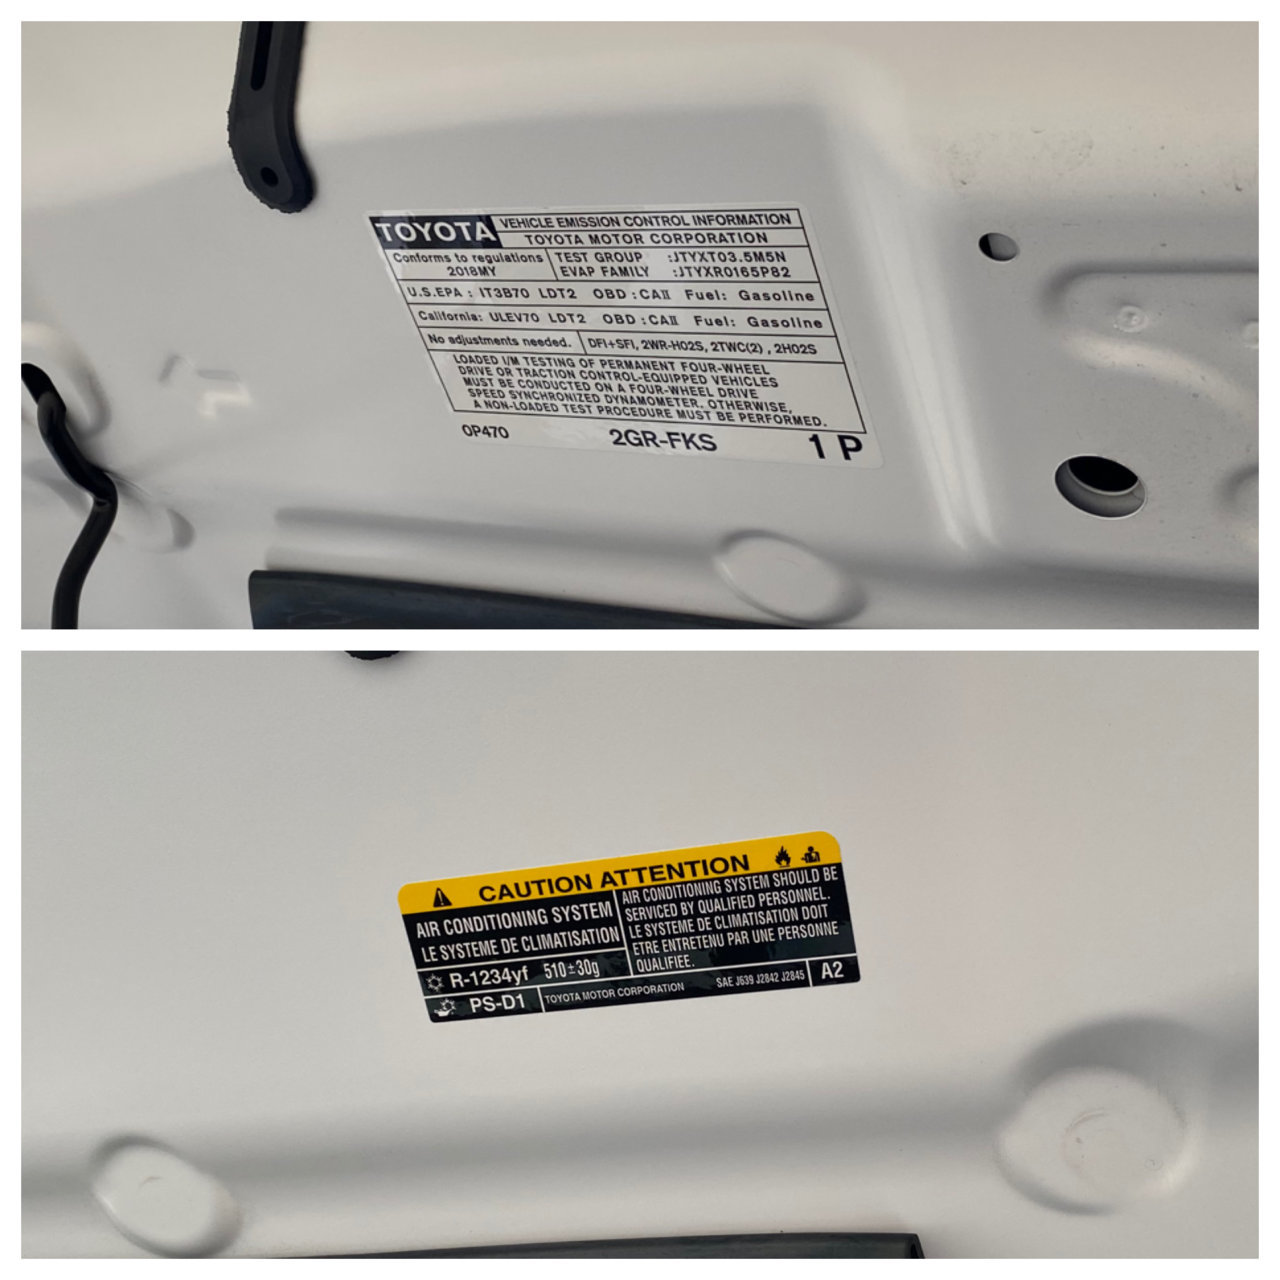 TOYOTA
VEHICLE EMISSION CONTROL INFORMATION
TOYOTA MOTOR CORPORATION
Conforms to regulations
2018MY
TEST GROUP :JTYXT03.5M5N
EVAP FAMILY :JTYXR0165P82
U.S.EPA : IT3B70 LDT2 OBD :CAII Fuel: Gasoline
California: ULEV70 LDT2 OBD :CAII Fuel: Gasoline
No adjustments needed.
DFI+SFI, 2WR-HO2S, 2TWC(2) , 2HO2S
LOADED I/M TESTING OF PERMANENT FOUR-WHEEL
DRIVE OR TRACTION CONTROL-EQUIPPED VEHICLES
MUST BE CONDUCTED ON A FOUR-WHEEL DRIVE
SPEED SYNCHRONIZED DYNAMOMETER. OTHERWISE,
A NON-LOADED TEST PROCEDURE MUST BE PERFORMED.
0P470 2GR-FKS 1 P
CAUTION ATTENTION
AIR CONDITIONING SYSTEM
LE SYSTEME DE CLIMATISATION
AIR CONDITIONING SYSTEM SHOULD BE
SERVICED BY QUALIFIED PERSONNEL.
LE SYSTEME DE CLIMATISATION DOIT
ETRE ENTRETENU PAR UNE PERSONNE
QUALIFIEE.
R-1234yf 510±30g
PS-D1
TOYOTA MOTOR CORPORATION
SAE J639 J2842 J2845
A2